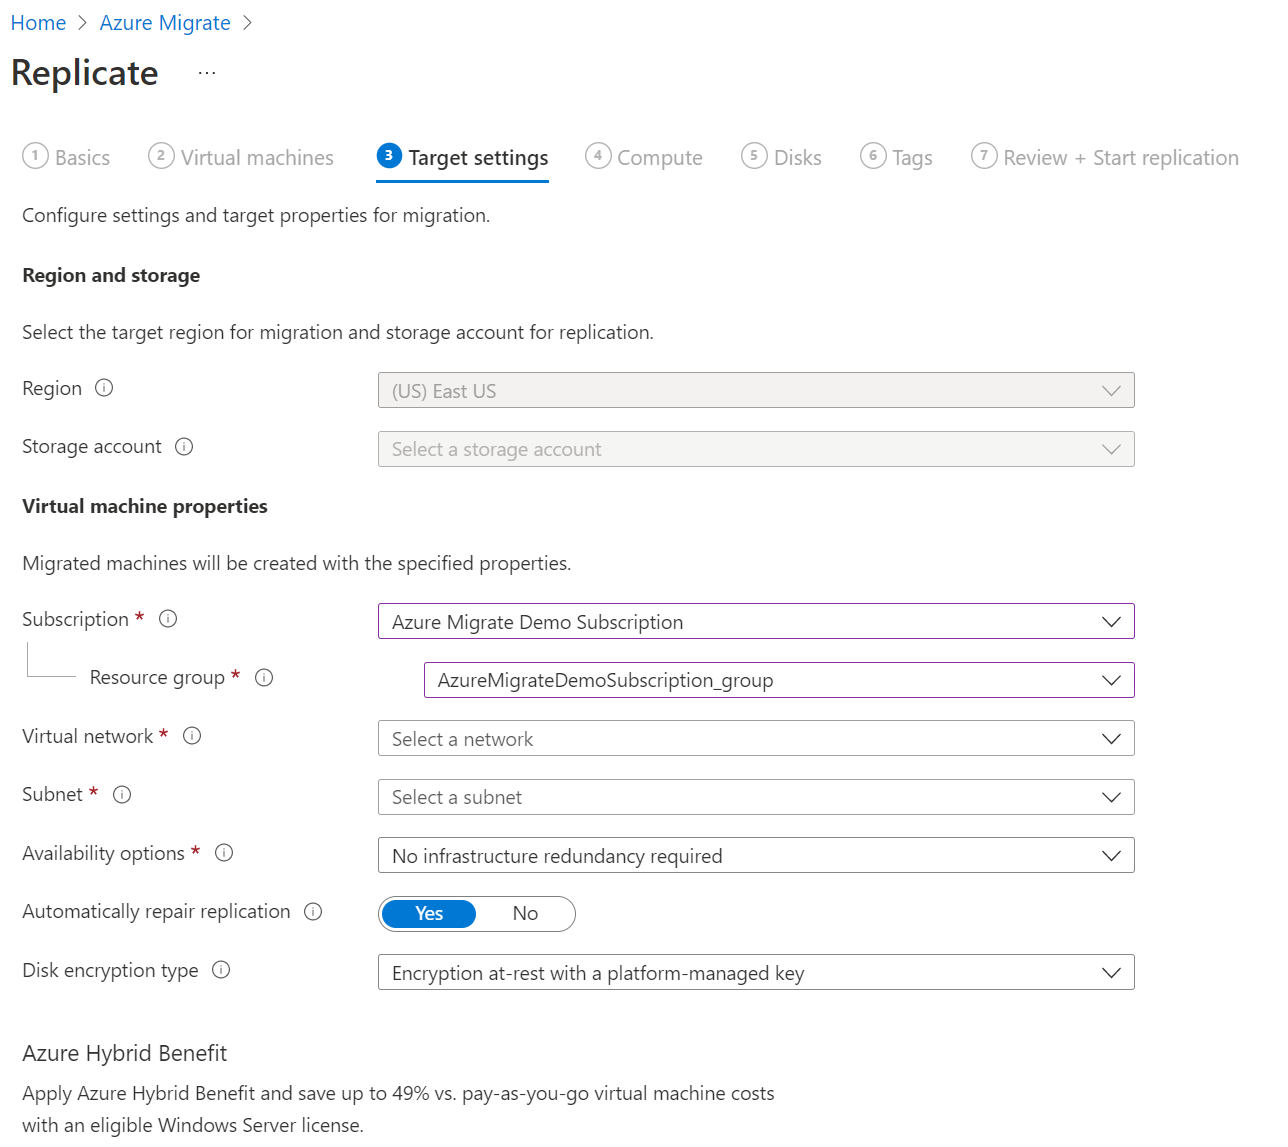 Home > Azure Migrate >
Replicate ...
1 Basics 2 Virtual machines 3 Target settings 4 Compute 5 Disks 6 Tags 7 Review + Start replication
Configure settings and target properties for migration.
Region and storage
Select the target region for migration and storage account for replication.
Region (US) East US
Storage account Select a storage account
Virtual machine properties
Migrated machines will be created with the specified properties.
Subscription * Azure Migrate Demo Subscription
Resource group * AzureMigrateDemoSubscription_group
Virtual network * Select a network
Subnet * Select a subnet
Availability options * No infrastructure redundancy required
Automatically repair replication Yes No
Disk encryption type Encryption at-rest with a platform-managed key
Azure Hybrid Benefit
Apply Azure Hybrid Benefit and save up to 49% vs. pay-as-you-go virtual machine costs
with an eligible Windows Server license.